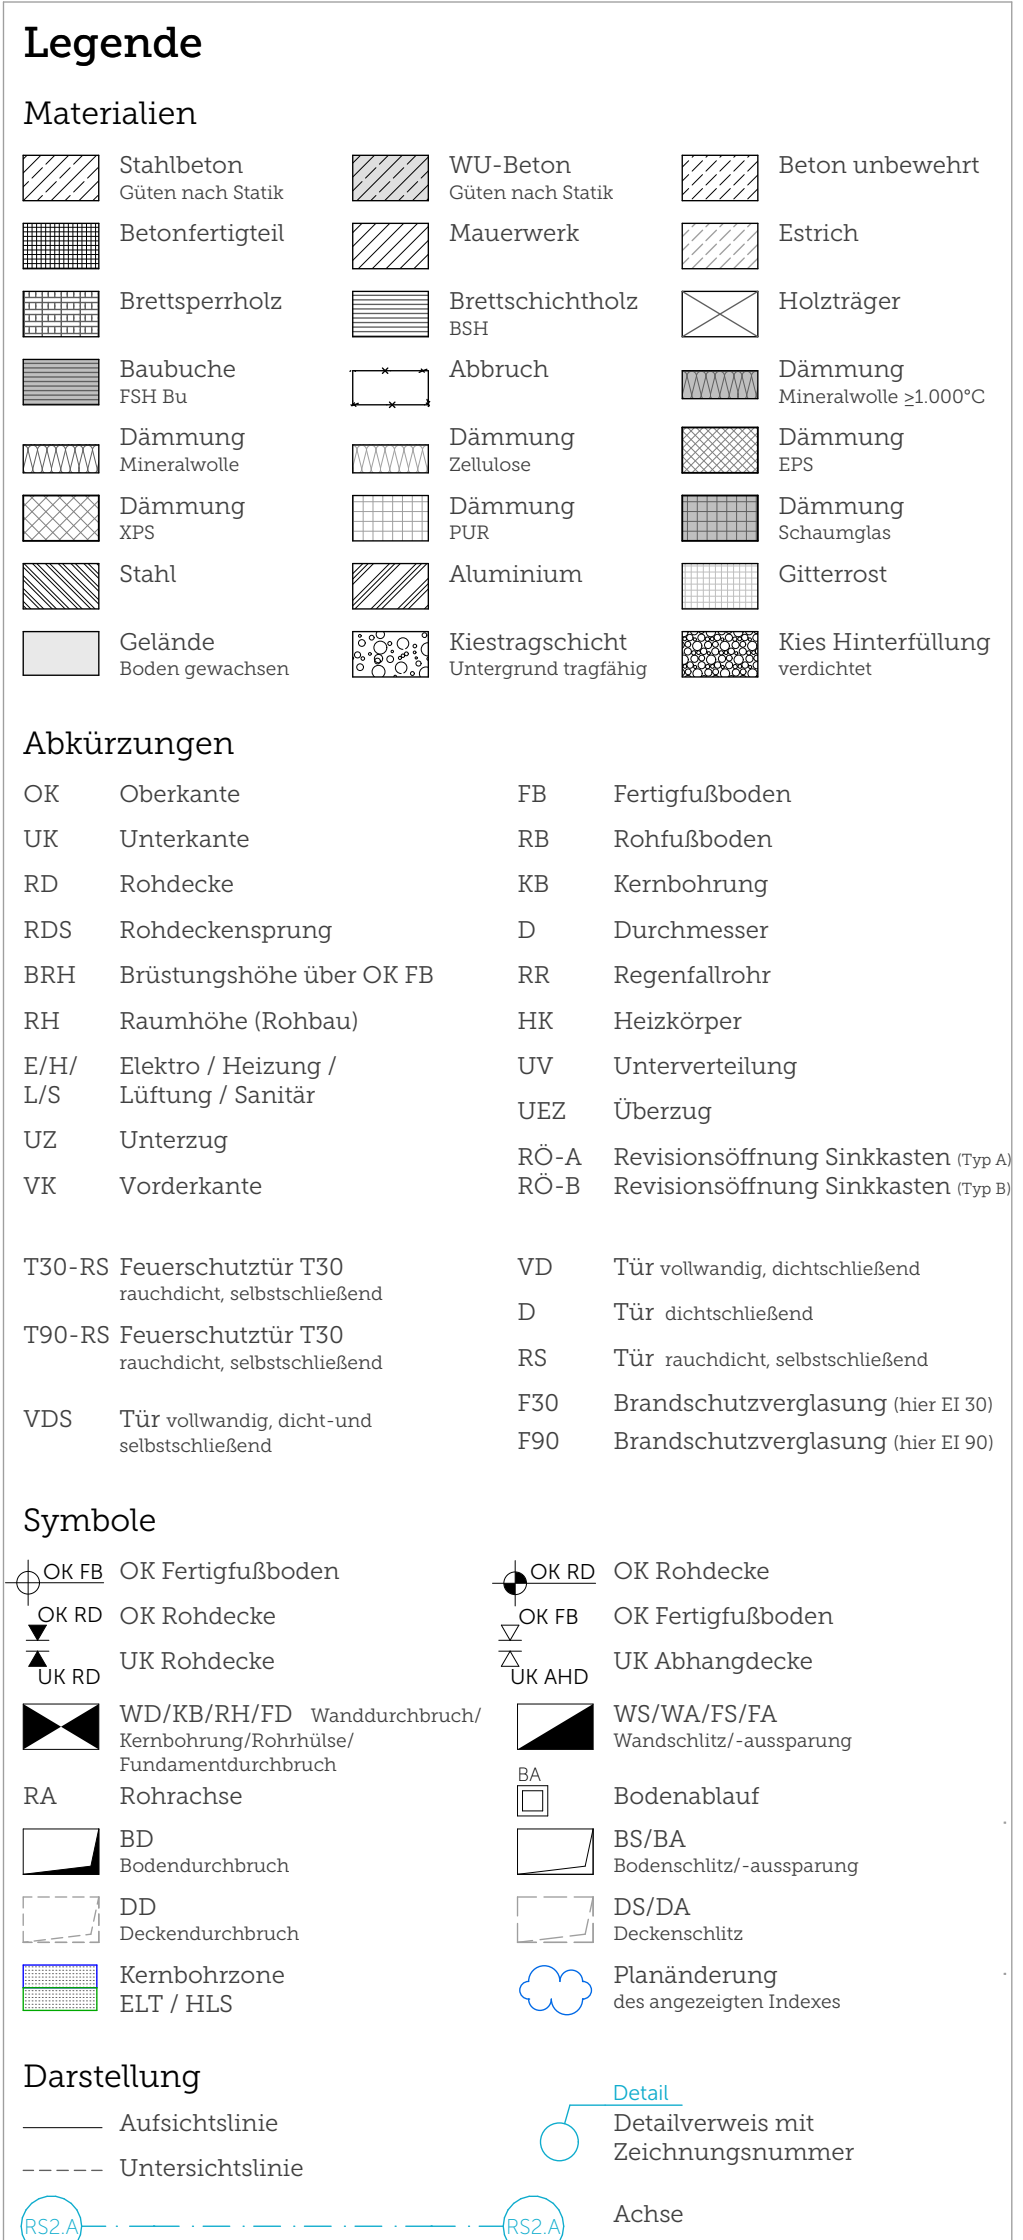 Legende
Materialien
Stahlbeton
Güten nach Statik
WU-Beton
Güten nach Statik
Beton unbewehrt
Betonfertigteil
Mauerwerk
Estrich
Brettsperrholz
Brettschichtholz
BSH
Holzträger
Baubuche
FSH Bu
Abbruch
Dämmung
Mineralwolle ≥1.000°C
Dämmung
Mineralwolle
Dämmung
Zellulose
Dämmung
EPS
Dämmung
XPS
Dämmung
PUR
Dämmung
Schaumglas
Stahl
Aluminium
Gitterrost
Gelände
Boden gewachsen
Kiestragschicht
Untergrund tragfähig
Kies Hinterfüllung
verdichtet
Abkürzungen
OK Oberkante
UK Unterkante
RD Rohdecke
RDS Rohdeckensprung
BRH Brüstungshöhe über OK FB
RH Raumhöhe (Rohbau)
E/H/ Elektro / Heizung /
L/S Lüftung / Sanitär
UZ Unterzug
VK Vorderkante
FB Fertigfußboden
RB Rohfußboden
KB Kernbohrung
D Durchmesser
RR Regenfallrohr
HK Heizkörper
UV Unterverteilung
UEZ Überzug
RÖ-A Revisionsöffnung Sinkkasten (Typ A)
RÖ-B Revisionsöffnung Sinkkasten (Typ B)
T30-RS Feuerschutztür T30
rauchdicht, selbstschließend
T90-RS Feuerschutztür T30
rauchdicht, selbstschließend
VDS Tür vollwandig, dicht-und
selbstschließend
VD Tür vollwandig, dichtschließend
D Tür dichtschließend
RS Tür rauchdicht, selbstschließend
F30 Brandschutzverglasung (hier EI 30)
F90 Brandschutzverglasung (hier EI 90)
Symbole
OK FB OK Fertigfußboden
OK RD OK Rohdecke
OK RD OK Rohdecke
OK FB OK Fertigfußboden
UK RD UK Rohdecke
UK AHD UK Abhangdecke
WD/KB/RH/FD Wanddurchbruch/
Kernbohrung/Rohrhülse/
Fundamentdurchbruch
WS/WA/FS/FA
Wandschlitz/-aussparung
RA Rohrachse
BA
Bodenablauf
BD
Bodendurchbruch
BS/BA
Bodenschlitz/-aussparung
DD
Deckendurchbruch
DS/DA
Deckenschlitz
Kernbohrzone
ELT / HLS
Planänderung
des angezeigten Indexes
Darstellung
Aufsichtslinie
Untersichtslinie
Detail
Detailverweis mit
Zeichnungsnummer
RS2.A RS2.A Achse